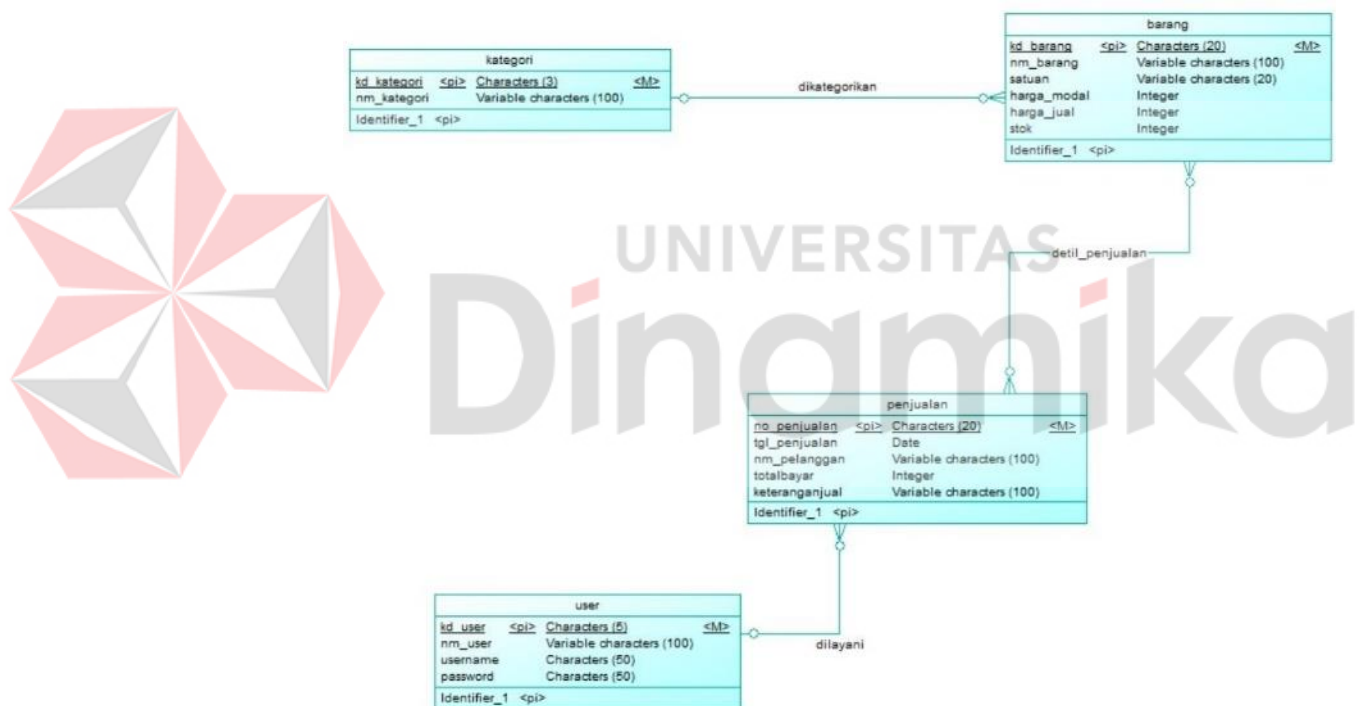 barang
kd_barang <pi> Characters (20) <M>
nm_barang Variable characters (100)
satuan Variable characters (20)
harga_modal Integer
harga_jual Integer
stok Integer
Identifier_1 <pi>
kategori
kd_kategori <pi> Characters (3) <M>
nm_kategori Variable characters (100)
Identifier_1 <pi>
dikategorikan
UNIVERSITAS
Dinamika
detil_penjualan
penjualan
no_penjualan <pi> Characters (20) <M>
tgl_penjualan Date
nm_pelanggan Variable characters (100)
totalbayar Integer
keteranganjual Variable characters (100)
Identifier_1 <pi>
user
kd_user <pi> Characters (5) <M>
nm_user Variable characters (100)
username Characters (50)
password Characters (50)
Identifier_1 <pi>
dilayani